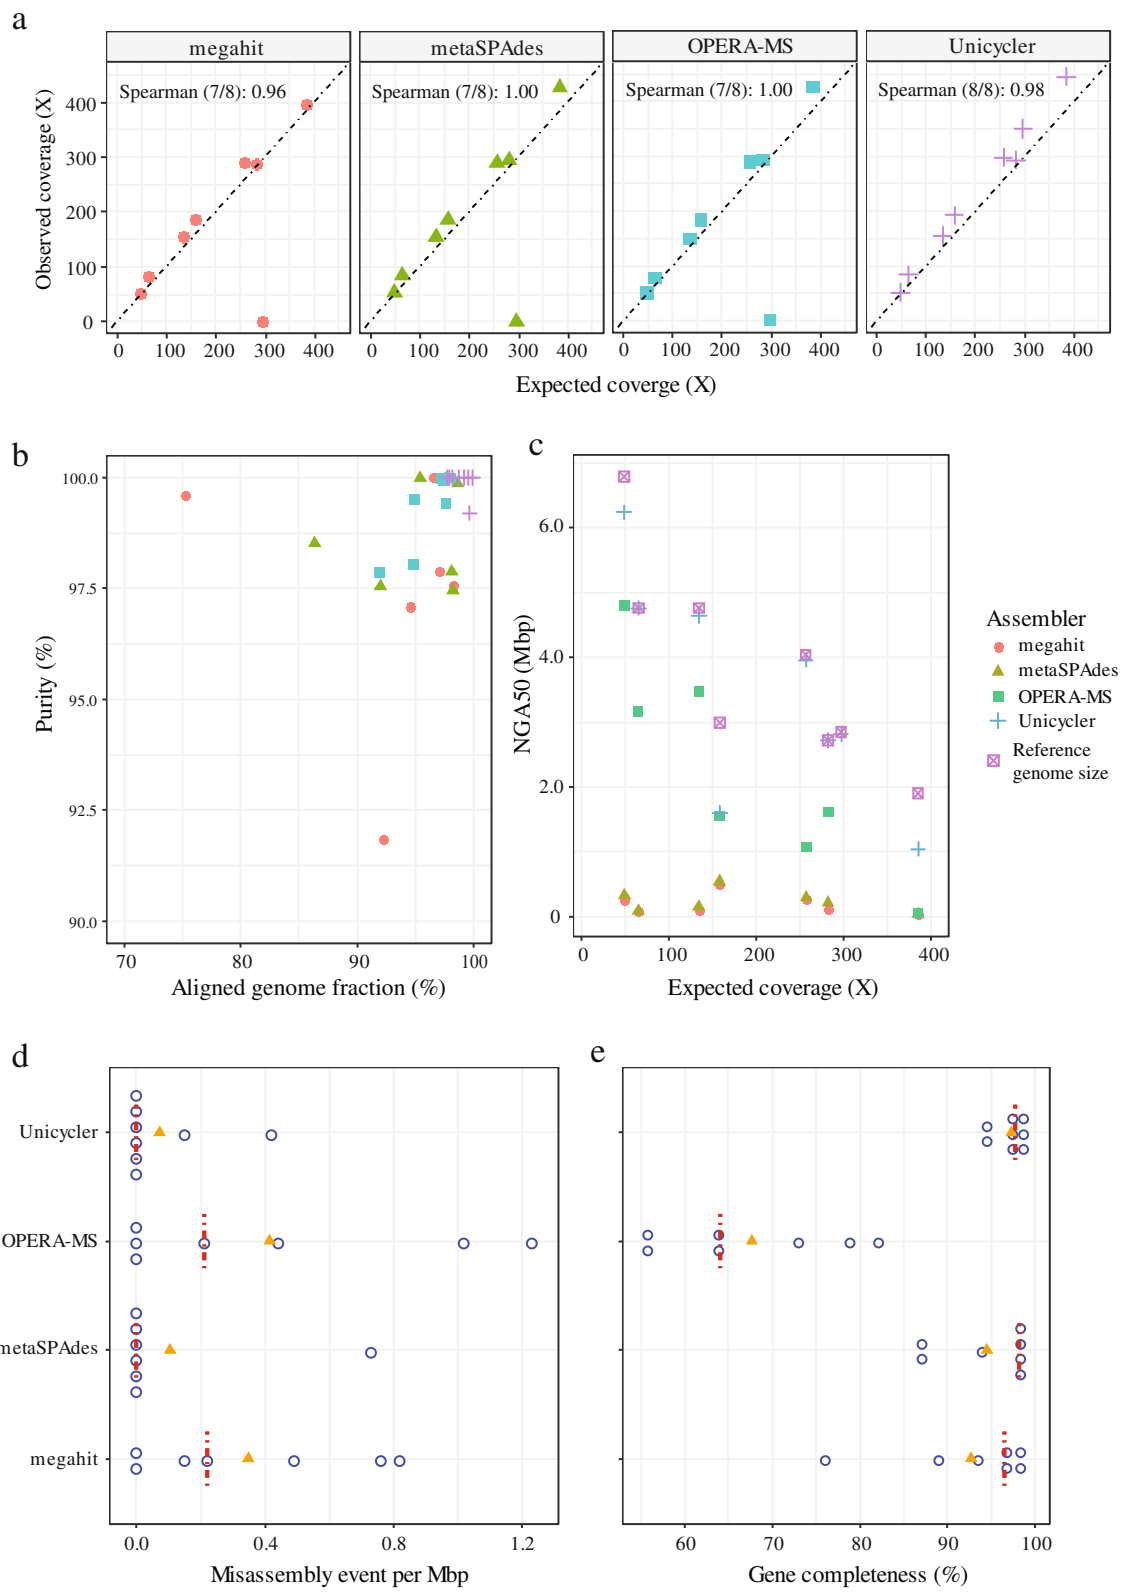 a
megahit
metaSPAdes
OPERA-MS
Unicycler
Spearman (7/8): 0.96
Spearman (7/8): 1.00
Spearman (7/8): 1.00
Spearman (8/8): 0.98
Observed coverage (X)
400
300
200
100
0
0 100 200 300 400
0 100 200 300 400
0 100 200 300 400
0 100 200 300 400
Expected coverge (X)
b
Purity (%)
100.0
97.5
95.0
92.5
90.0
70 80 90 100
Aligned genome fraction (%)
c
NGA50 (Mbp)
6.0
4.0
2.0
0
0 100 200 300 400
Expected coverage (X)
Assembler
megahit
metaSPAdes
OPERA-MS
Unicycler
Reference
genome size
d
Unicycler
OPERA-MS
metaSPAdes
megahit
0.0 0.4 0.8 1.2
Misassembly event per Mbp
e
60 70 80 90 100
Gene completeness (%)